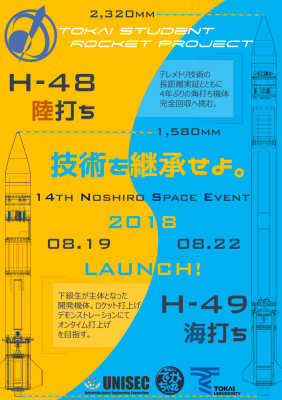 2,320MM
TOKAI STUDENT
ROCKET PROJECT
H-48
陸打ち
テレメトリ技術の
長距離実証とともに
4年ぶりの海打ち機体
完全回収へ挑む。
1,580MM
技術を継承せよ。
14TH NOSHIRO SPACE EVENT
2018
08.19
08.22
LAUNCH!
下級生が主体となった
開発機体。ロケット打上げ
デモンストレーションにて
オンタイム打上げ
を目指す。
H-49
海打ち
UNISEC
TOKAI
UNIVERSITY